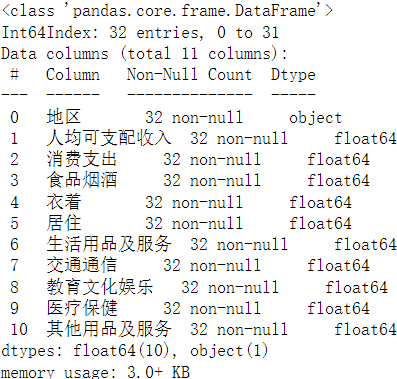 <class 'pandas.core.frame.DataFrame'>
Int64Index: 32 entries, 0 to 31
Data columns (total 11 columns):
 #   Column   Non-Null Count  Dtype
---  ------   --------------  -----
 0   地区       32 non-null     object
 1   人均可支配收入  32 non-null     float64
 2   消费支出     32 non-null     float64
 3   食品烟酒     32 non-null     float64
 4   衣着       32 non-null     float64
 5   居住       32 non-null     float64
 6   生活用品及服务  32 non-null     float64
 7   交通通信     32 non-null     float64
 8   教育文化娱乐   32 non-null     float64
 9   医疗保健     32 non-null     float64
 10  其他用品及服务  32 non-null     float64
dtypes: float64(10), object(1)
memory usage: 3.0+ KB